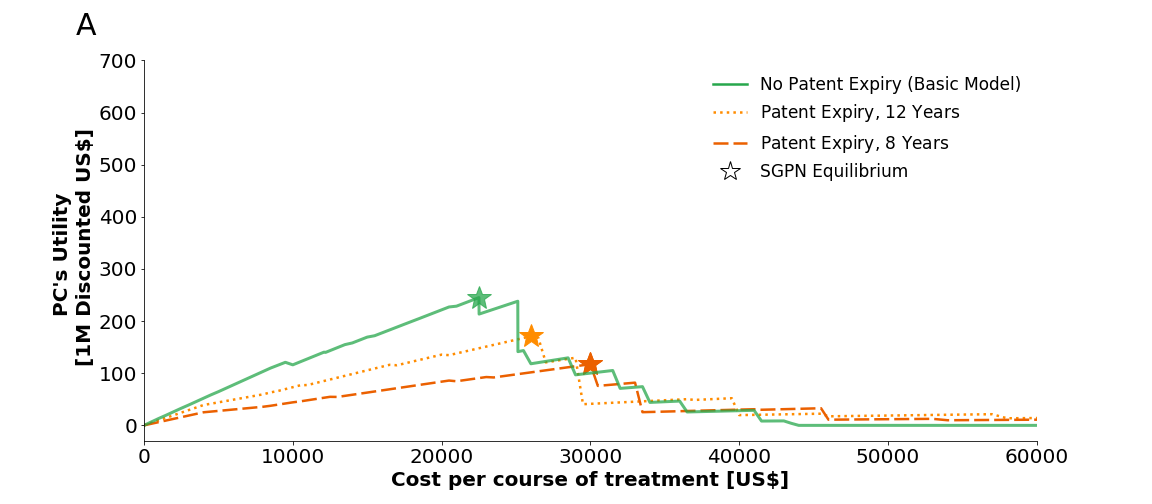 A
700
600
500
400
300
200
100
0
PC's Utility
[1M Discounted US$]
No Patent Expiry (Basic Model)
Patent Expiry, 12 Years
Patent Expiry, 8 Years
SGPN Equilibrium
0 10000 20000 30000 40000 50000 60000
Cost per course of treatment [US$]